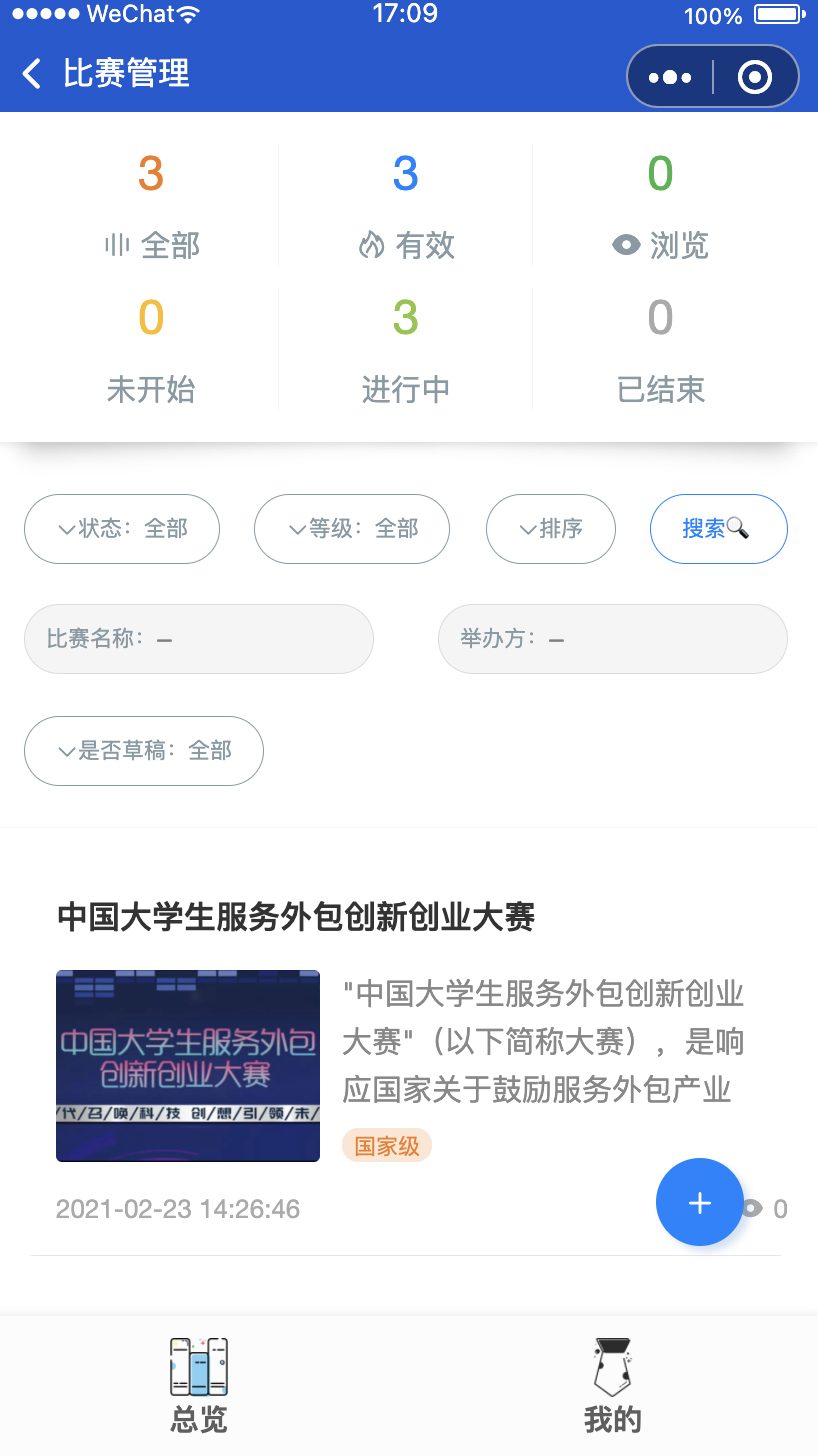 WeChat 17:09 100%
比赛管理
3 3 0
全部 有效 浏览
0 3 0
未开始 进行中 已结束
状态：全部 等级：全部 排序 搜索
比赛名称：— 举办方：—
是否草稿：全部
中国大学生服务外包创新创业大赛
中国大学生服务外包
创新创业大赛
/代/召/唤/科/技 创/想/引/领/未/
"中国大学生服务外包创新创业
大赛"（以下简称大赛），是响
应国家关于鼓励服务外包产业
国家级
2021-02-23 14:26:46 + 0
总览 我的